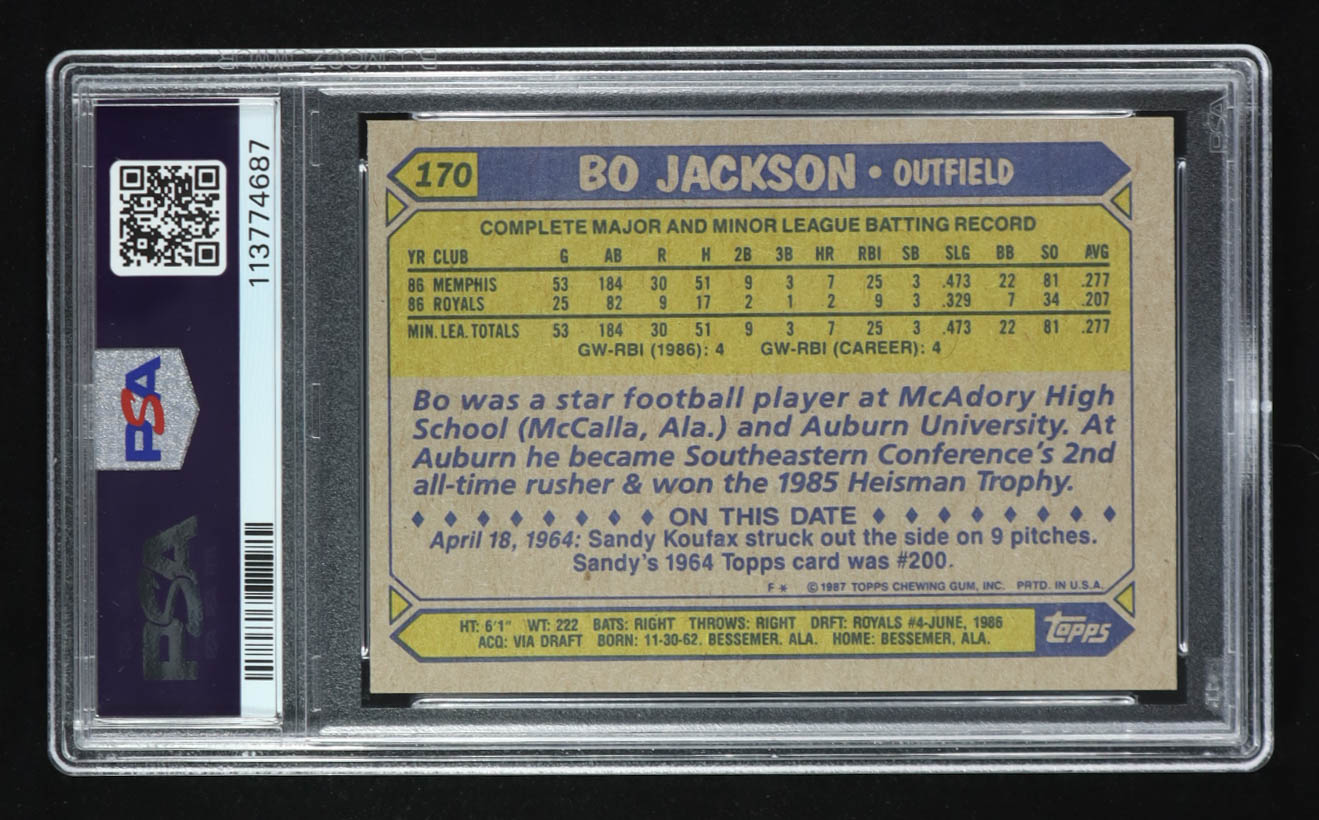 170
BO JACKSON • OUTFIELD
COMPLETE MAJOR AND MINOR LEAGUE BATTING RECORD
YR CLUB G AB R H 2B 3B HR RBI SB SLG BB SO AVG
86 MEMPHIS 53 184 30 51 9 3 7 25 3 .473 22 81 .277
86 ROYALS 25 82 9 17 2 1 2 9 3 .329 7 34 .207
MIN. LEA. TOTALS 53 184 30 51 9 3 7 25 3 .473 22 81 .277
GW-RBI (1986): 4 GW-RBI (CAREER): 4
Bo was a star football player at McAdory High
School (McCalla, Ala.) and Auburn University. At
Auburn he became Southeastern Conference's 2nd
all-time rusher & won the 1985 Heisman Trophy.
♦ ♦ ♦ ♦ ♦ ♦ ♦ ♦ ON THIS DATE ♦ ♦ ♦ ♦ ♦ ♦ ♦ ♦
April 18, 1964: Sandy Koufax struck out the side on 9 pitches.
Sandy's 1964 Topps card was #200.
F * © 1987 TOPPS CHEWING GUM, INC. PRTD. IN U.S.A.
HT: 6'1" WT: 222 BATS: RIGHT THROWS: RIGHT DRFT: ROYALS #4-JUNE, 1986
ACQ: VIA DRAFT BORN: 11-30-62, BESSEMER, ALA. HOME: BESSEMER, ALA.
topps
113774687
PSA
PSA